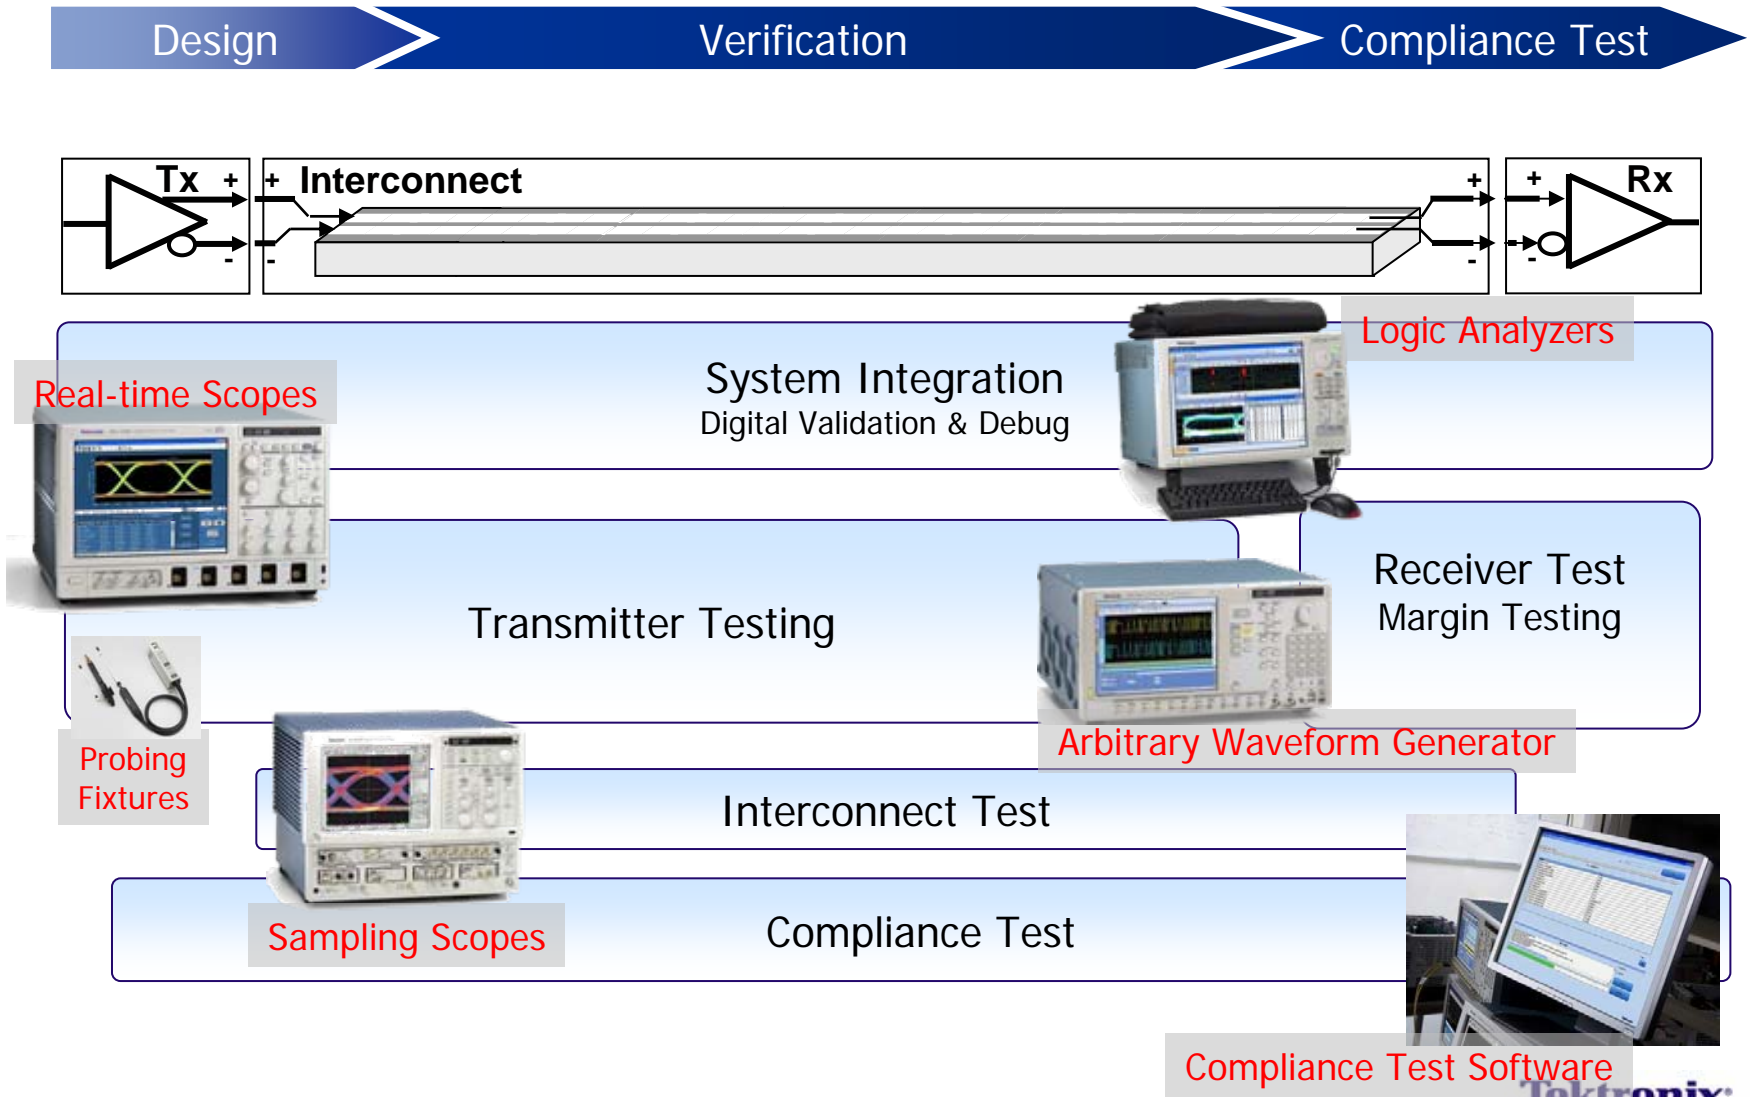 Design
Verification
Compliance Test
Tx + + Interconnect + + Rx
- - - -
Logic Analyzers
System Integration
Real-time Scopes
Digital Validation & Debug
Receiver Test
Margin Testing
Transmitter Testing
Arbitrary Waveform Generator
Probing
Fixtures
Interconnect Test
Sampling Scopes
Compliance Test
Compliance Test Software
Tektronix